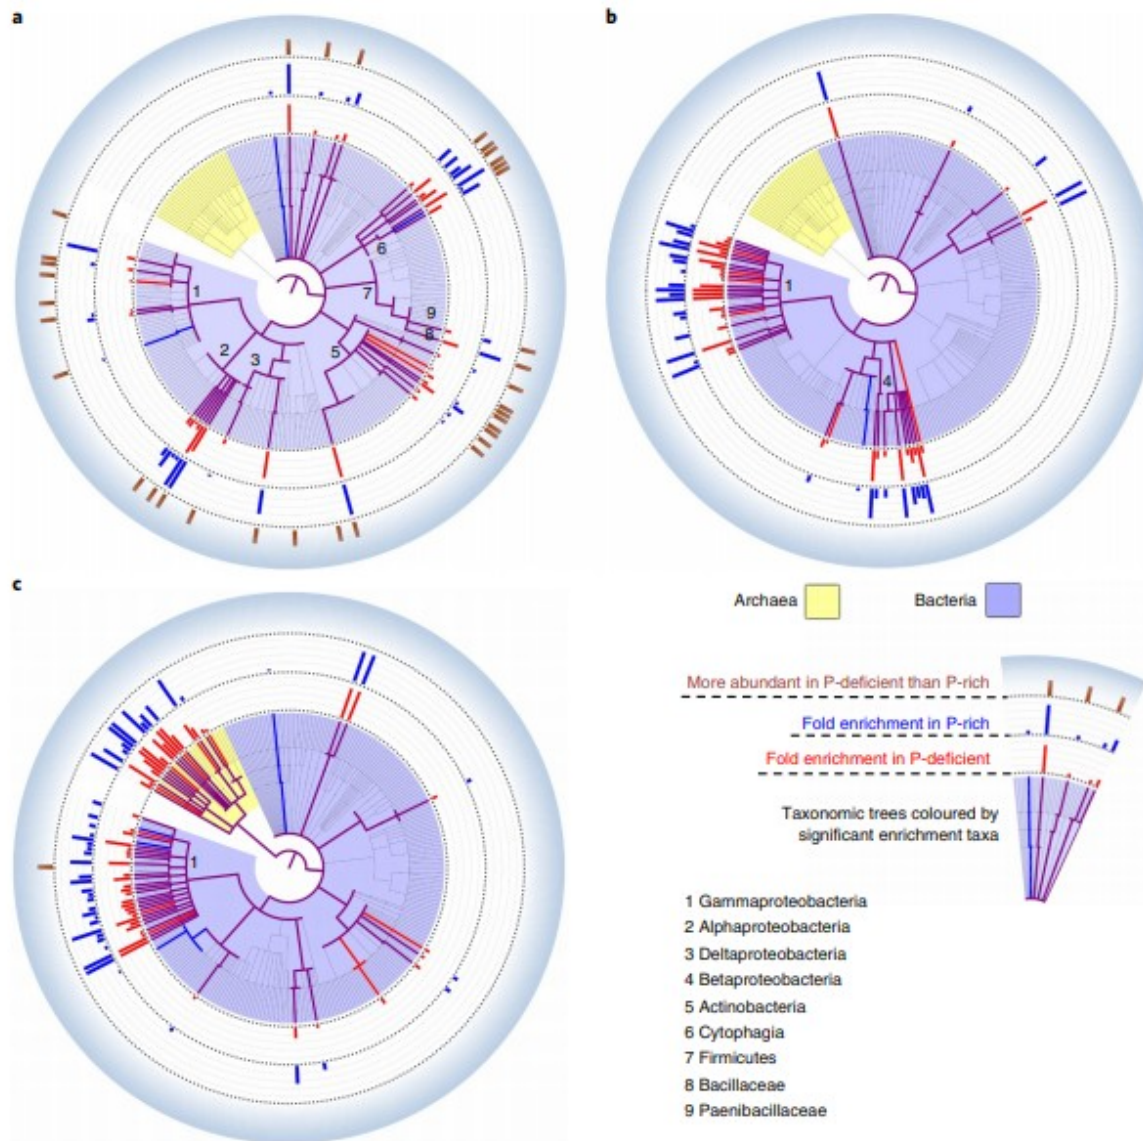 a
b
6
7
9
8
5
1
2
3
1
4
c
1
Archaea
Bacteria
More abundant in P-deficient than P-rich
Fold enrichment in P-rich
Fold enrichment in P-deficient
Taxonomic trees coloured by
significant enrichment taxa
1 Gammaproteobacteria
2 Alphaproteobacteria
3 Deltaproteobacteria
4 Betaproteobacteria
5 Actinobacteria
6 Cytophagia
7 Firmicutes
8 Bacillaceae
9 Paenibacillaceae